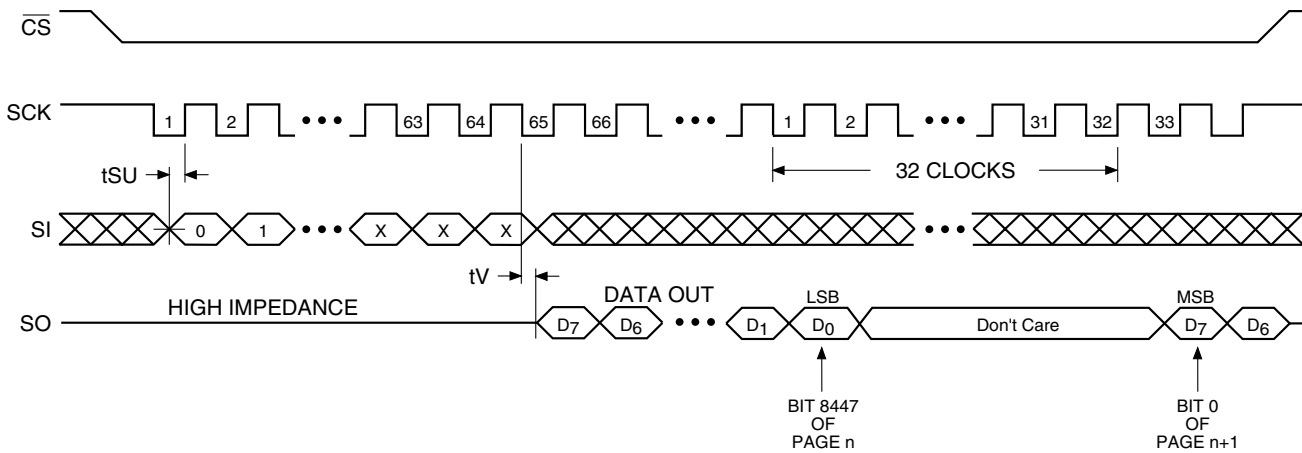 CS
SCK
1 2 ••• 63 64 65 66 ••• 1 2 ••• 31 32 33
tSU
32 CLOCKS
SI
0 1 ••• X X X •••
tV
HIGH IMPEDANCE
DATA OUT
LSB
MSB
SO
D7 D6 ••• D1 D0 Don't Care D7 D6
BIT 8447
OF
PAGE n
BIT 0
OF
PAGE n+1